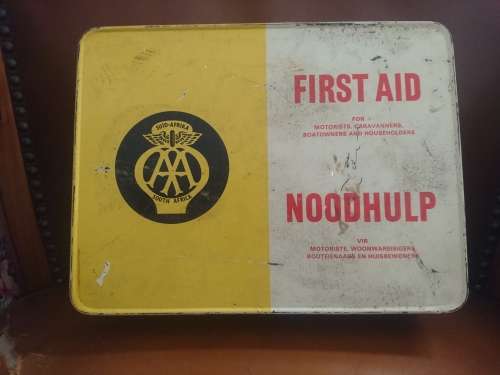 SUID-AFRIKA
AA
SOUTH AFRICA
FIRST AID
FOR
MOTORISTS, CARAVANNERS,
BOATOWNERS AND HOUSEHOLDERS
NOODHULP
VIR
MOTORISTE, WOONWABEBESIGERS,
BOOTEIENAARS EN HUISBEWONERS